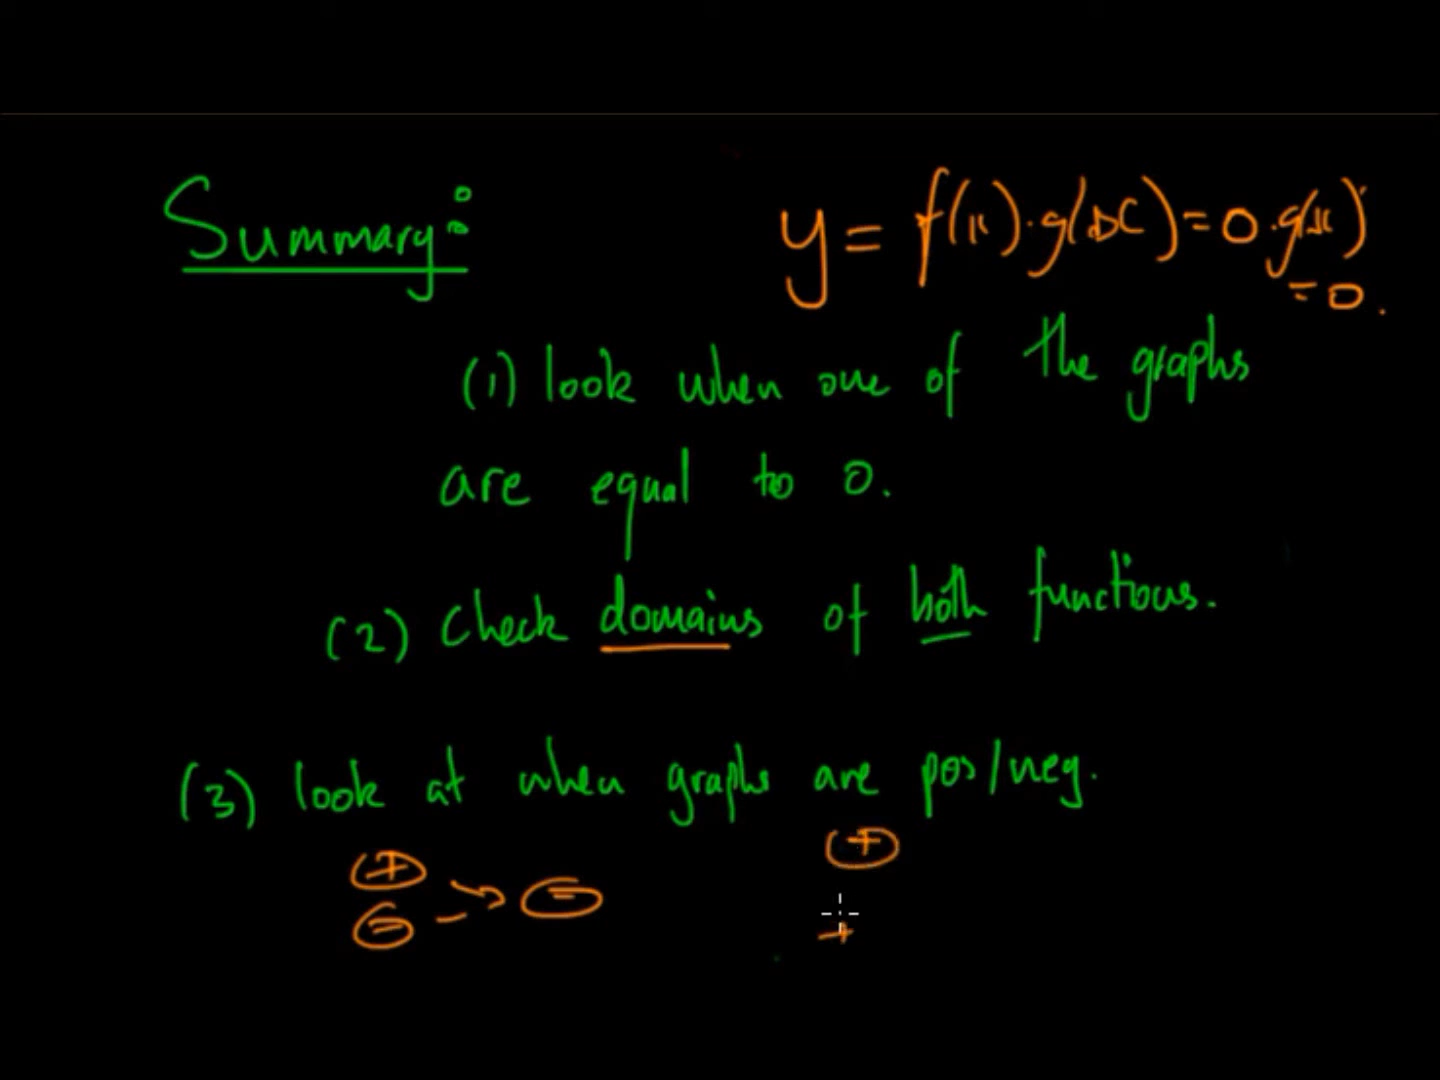 Summary:
y = f(x)·g(x) = 0·g(x)
= 0.
(1) look when one of the graphs
are equal to 0.
(2) Check domains of both functions.
(3) look at when graphs are pos/neg.
+ +
- → -
+